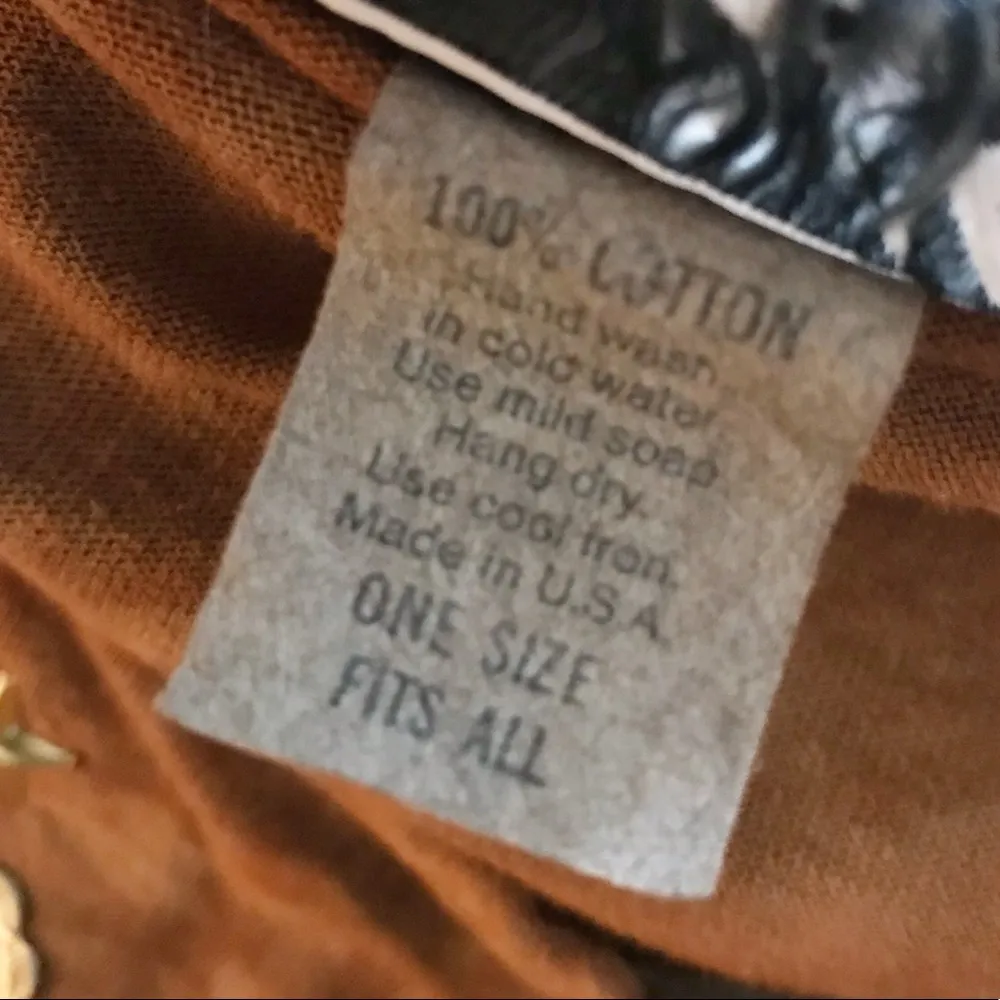 100% COTTON
Hand wash
in cold water.
Use mild soap.
Hang dry.
Use cool iron.
Made in U.S.A.
ONE SIZE
FITS ALL